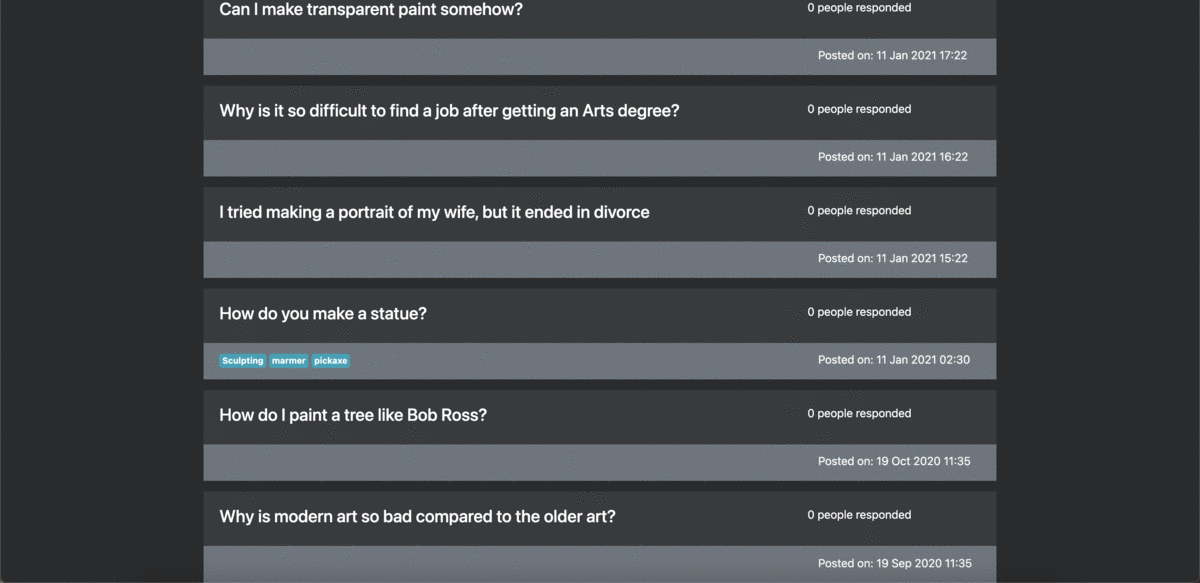 Can I make transparent paint somehow?
0 people responded
Posted on: 11 Jan 2021 17:22
Why is it so difficult to find a job after getting an Arts degree?
0 people responded
Posted on: 11 Jan 2021 16:22
I tried making a portrait of my wife, but it ended in divorce
0 people responded
Posted on: 11 Jan 2021 15:22
How do you make a statue?
0 people responded
Sculpting marmer pickaxe
Posted on: 11 Jan 2021 02:30
How do I paint a tree like Bob Ross?
0 people responded
Posted on: 19 Oct 2020 11:35
Why is modern art so bad compared to the older art?
0 people responded
Posted on: 19 Sep 2020 11:35